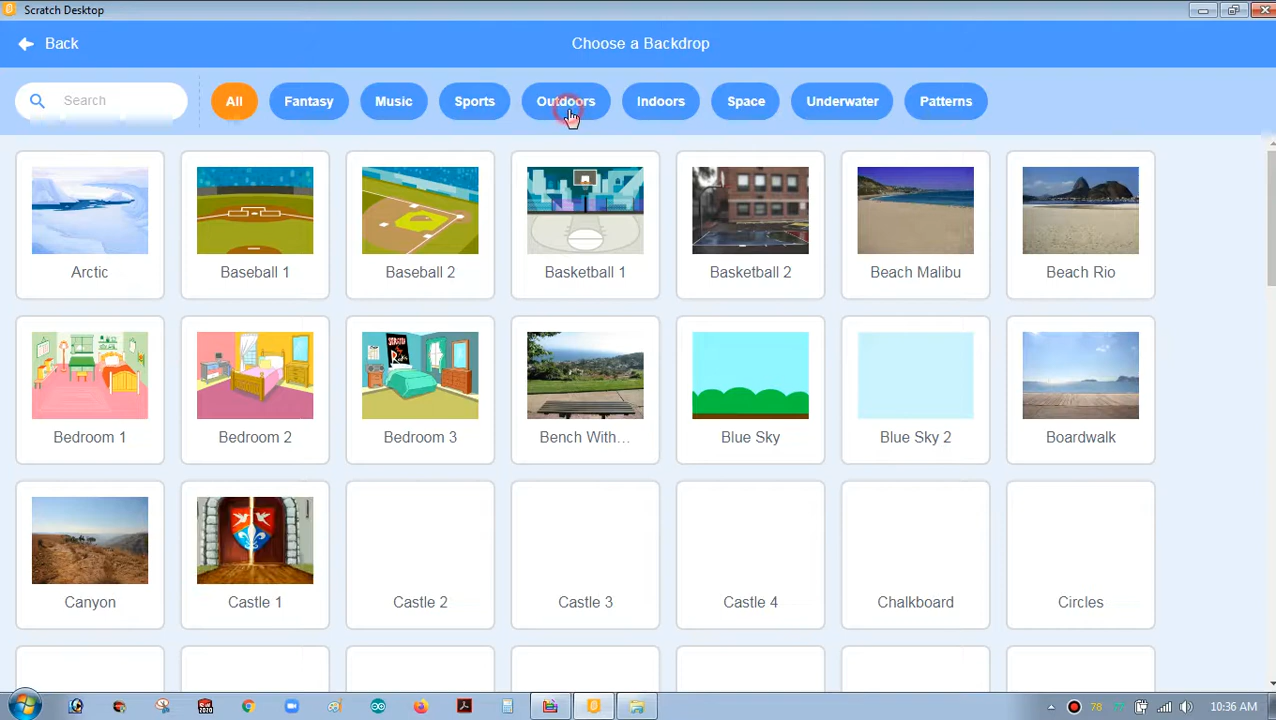 Scratch Desktop
Back
Choose a Backdrop
Search
All
Fantasy
Music
Sports
Outdoors
Indoors
Space
Underwater
Patterns
Arctic
Baseball 1
Baseball 2
Basketball 1
Basketball 2
Beach Malibu
Beach Rio
Bedroom 1
Bedroom 2
Bedroom 3
Bench With...
Blue Sky
Blue Sky 2
Boardwalk
Canyon
Castle 1
Castle 2
Castle 3
Castle 4
Chalkboard
Circles
2020
78
10:36 AM